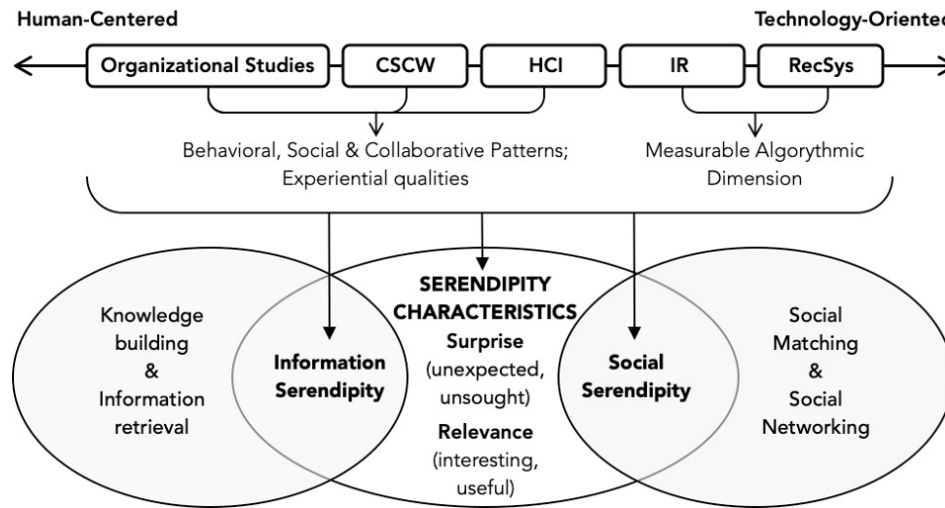 Human-Centered
Technology-Oriented
Organizational Studies
CSCW
HCI
IR
RecSys
Behavioral, Social & Collaborative Patterns;
Experiential qualities
Measurable Algorythmic
Dimension
Knowledge
building
&
Information
retrieval
Information
Serendipity
SERENDIPITY
CHARACTERISTICS
Surprise
(unexpected,
unsought)
Relevance
(interesting,
useful)
Social
Serendipity
Social
Matching
&
Social
Networking